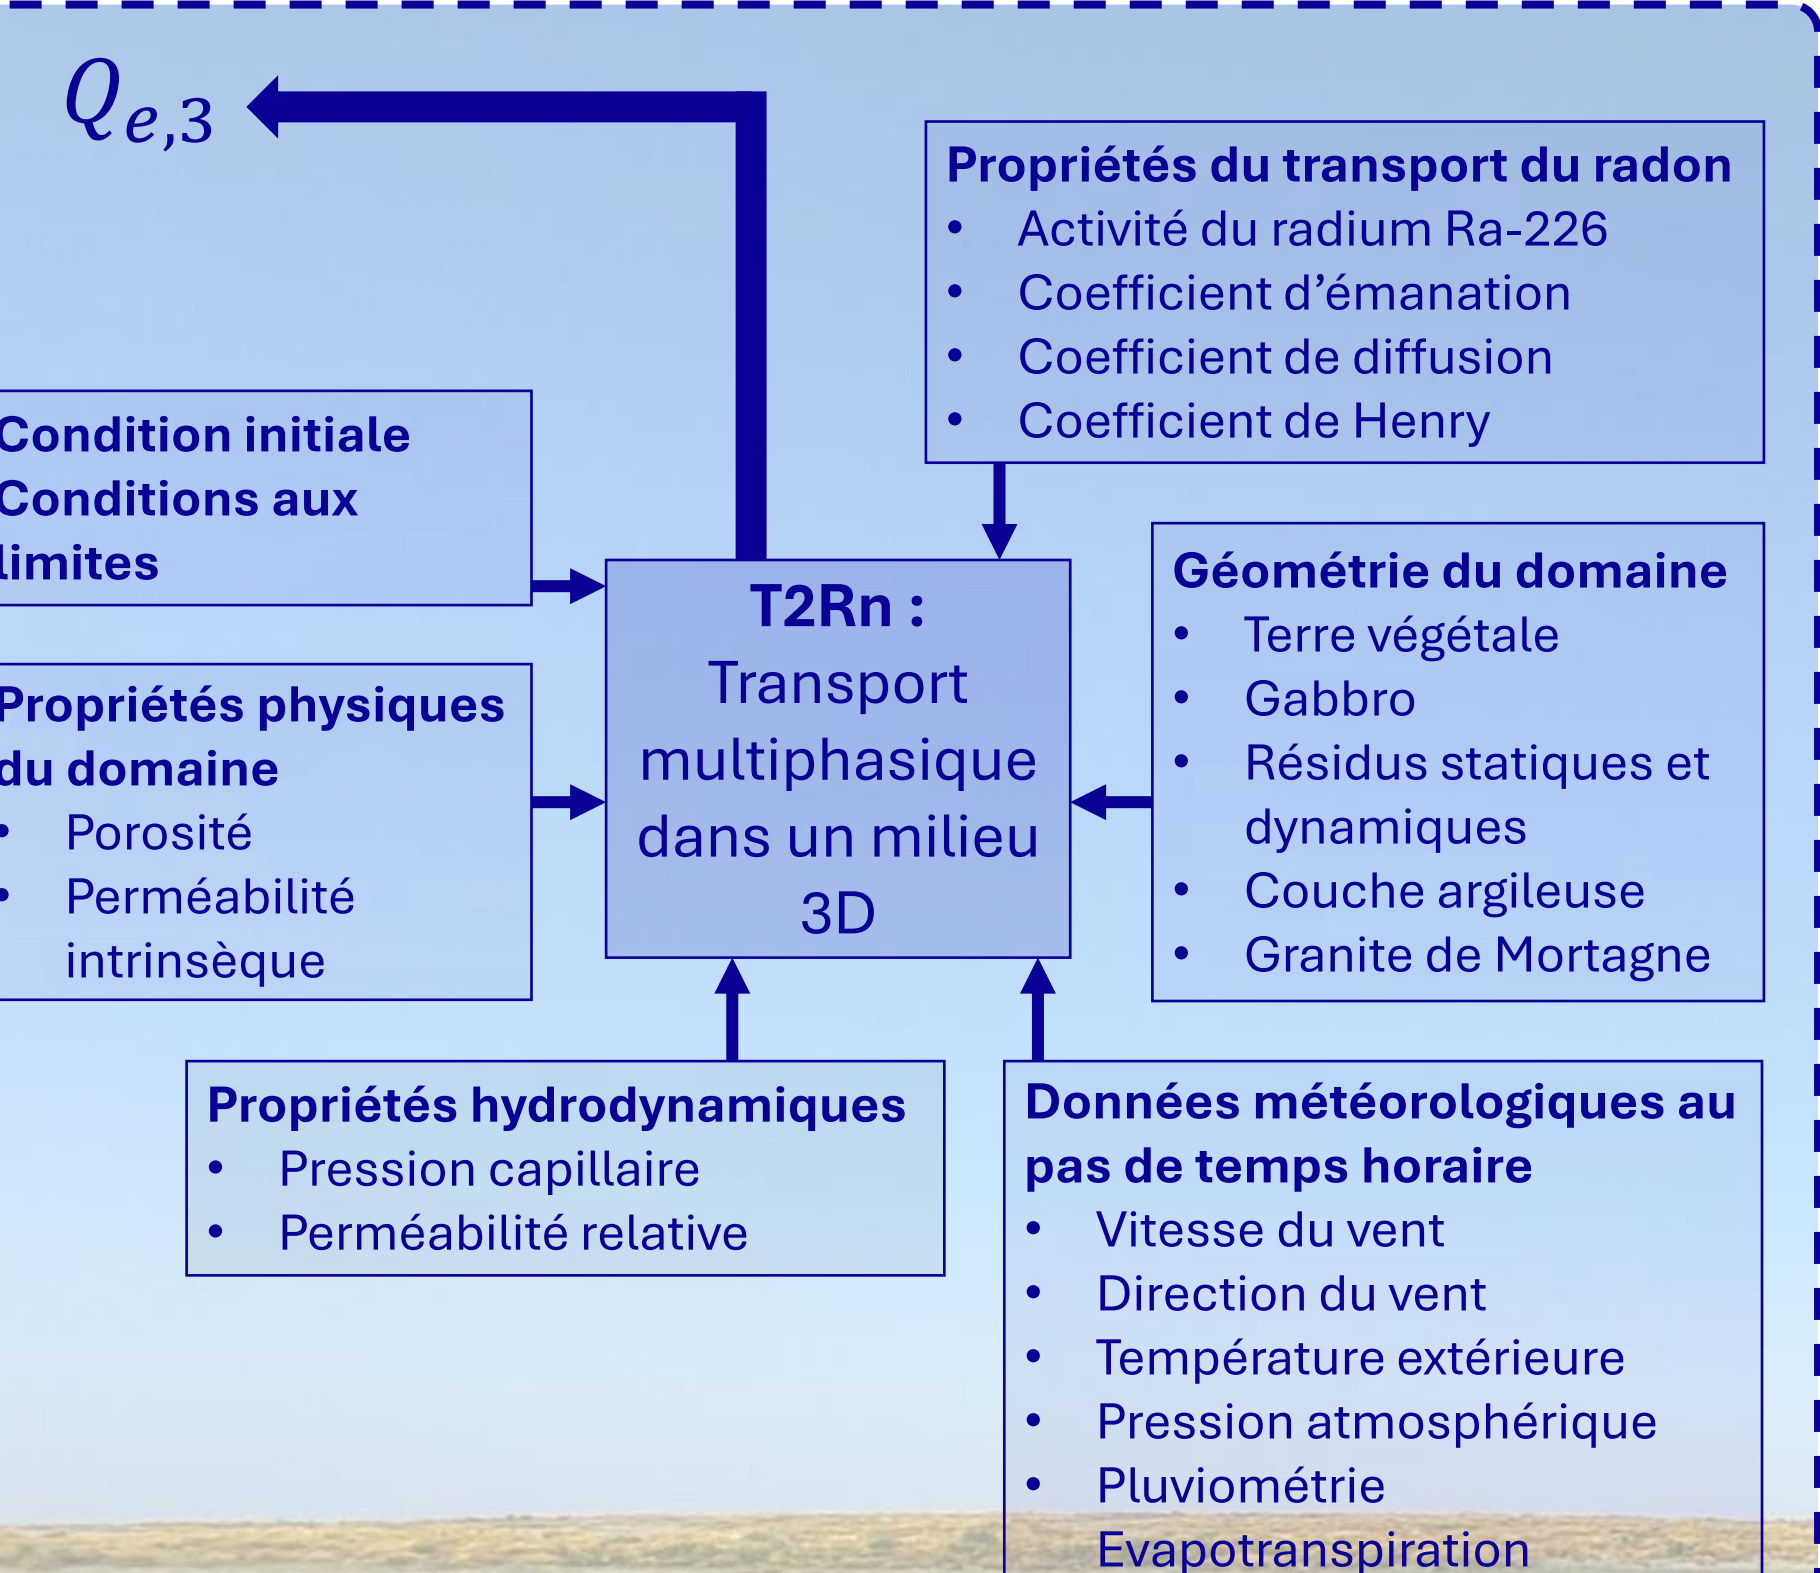 Q_{e,3}
Propriétés du transport du radon
• Activité du radium Ra-226
• Coefficient d’émanation
• Coefficient de diffusion
• Coefficient de Henry
Condition initiale
Conditions aux
limites
T2Rn :
Transport
multiphasique
dans un milieu
3D
Géométrie du domaine
• Terre végétale
• Gabbro
• Résidus statiques et
dynamiques
• Couche argileuse
• Granite de Mortagne
Propriétés physiques
du domaine
• Porosité
• Perméabilité
intrinsèque
Propriétés hydrodynamiques
• Pression capillaire
• Perméabilité relative
Données météorologiques au
pas de temps horaire
• Vitesse du vent
• Direction du vent
• Température extérieure
• Pression atmosphérique
• Pluviométrie
Evapotranspiration